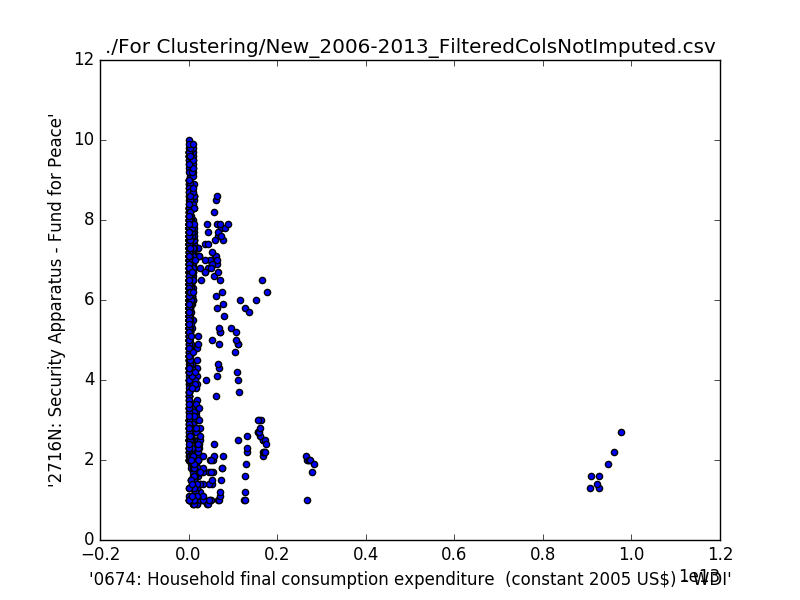 ./For Clustering/New_2006-2013_FilteredColsNotImputed.csv
12
10
8
6
4
2
0
'2716N: Security Apparatus - Fund for Peace'
−0.2 0.0 0.2 0.4 0.6 0.8 1.0 1.2
1e13
'0674: Household final consumption expenditure (constant 2005 US$) WDI'